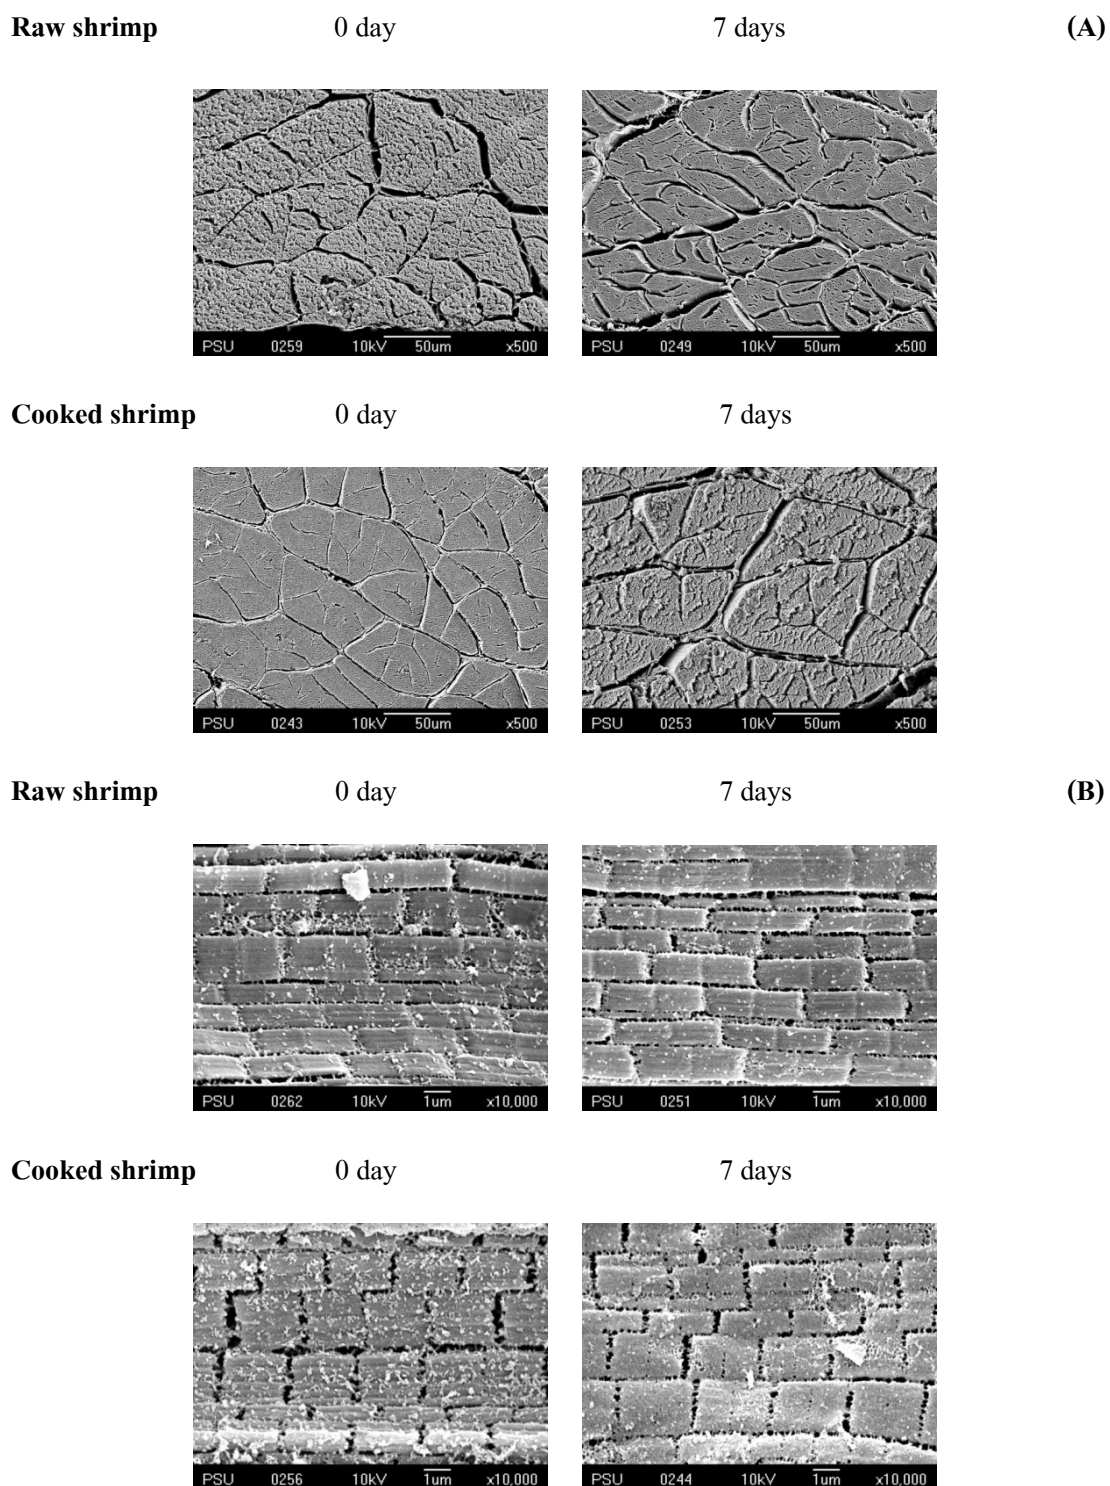 Raw shrimp 0 day 7 days (A)
PSU 0259 10kV 50um x500
PSU 0249 10kV 50um x500
Cooked shrimp 0 day 7 days
PSU 0243 10kV 50um x500
PSU 0253 10kV 50um x500
Raw shrimp 0 day 7 days (B)
PSU 0262 10kV 1um x10,000
PSU 0251 10kV 1um x10,000
Cooked shrimp 0 day 7 days
PSU 0256 10kV 1um x10,000
PSU 0244 10kV 1um x10,000